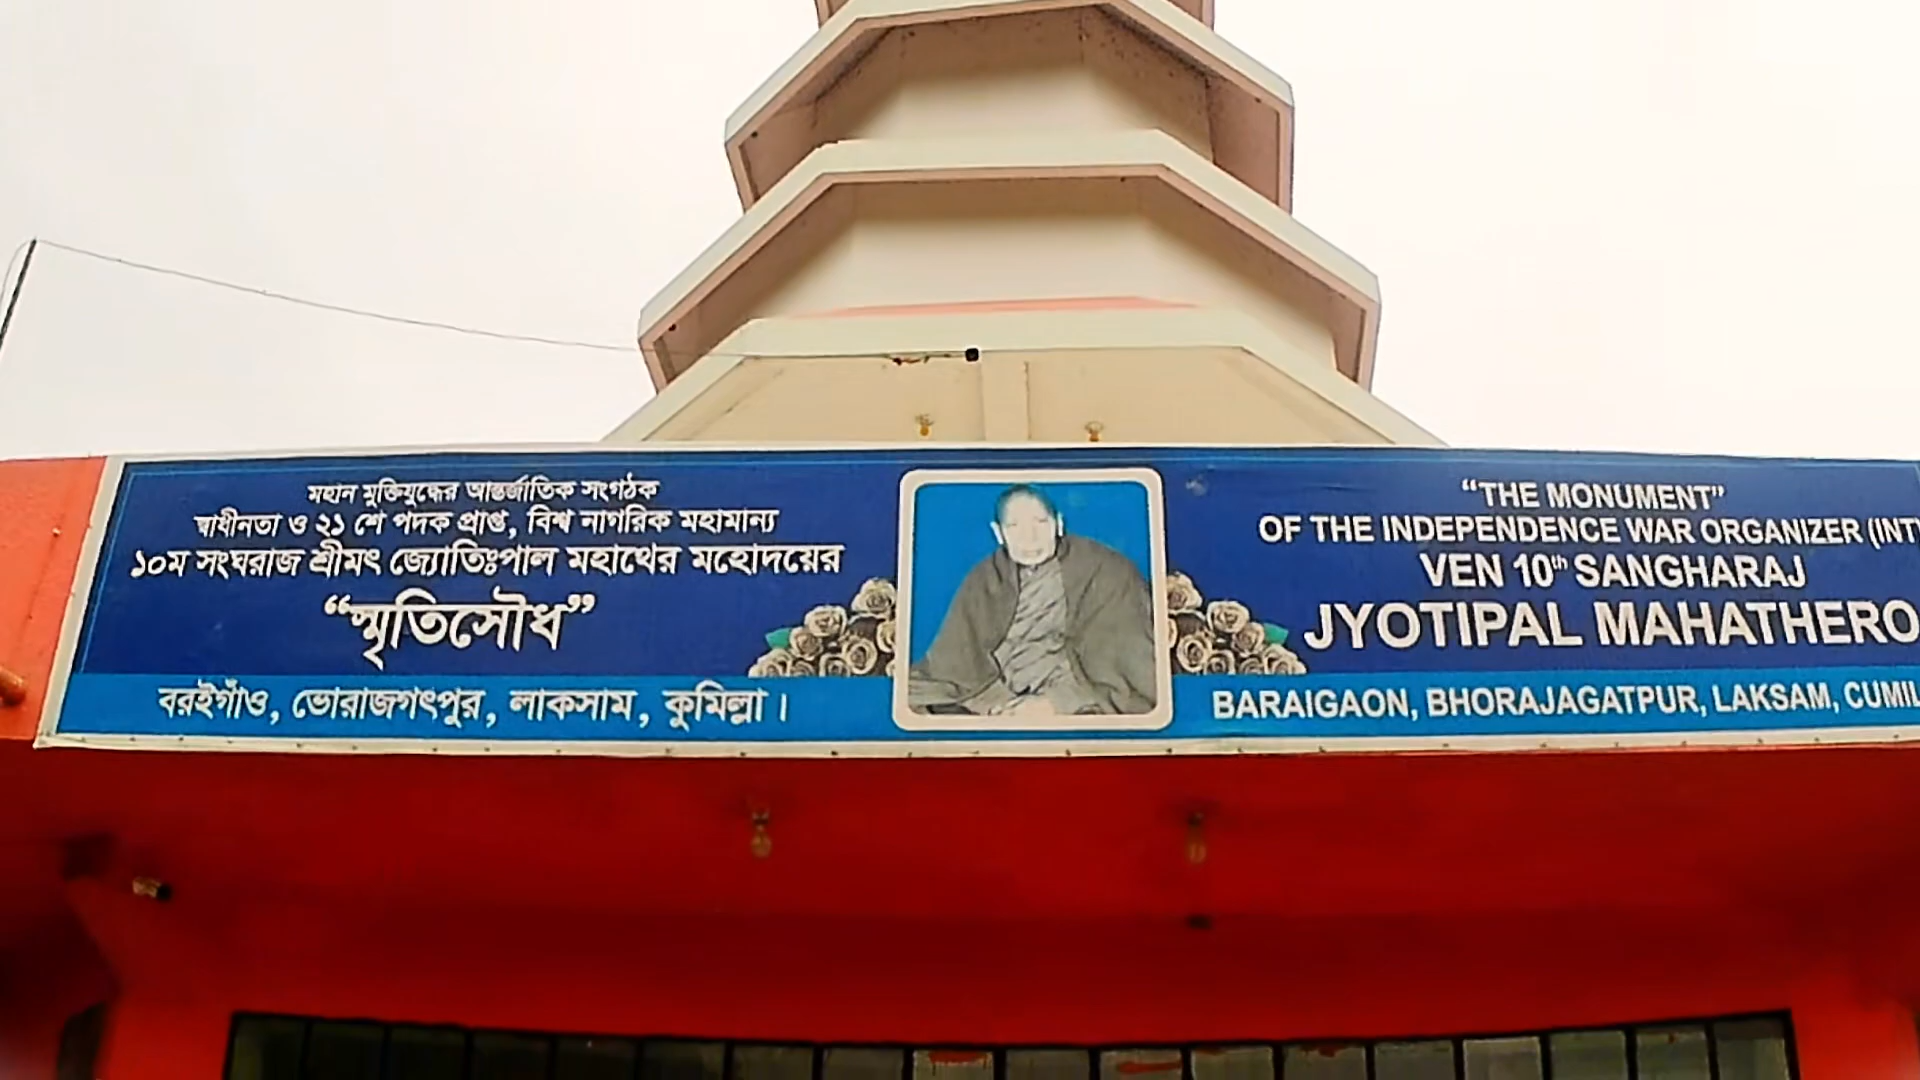 মহান মুক্তিযুদ্ধের আন্তর্জাতিক সংগঠক
স্বাধীনতা ও ২১ শে পদক প্রাপ্ত, বিশ্ব নাগরিক মহামান্য
১০ম সংঘরাজ শ্রীমৎ জ্যোতিঃপাল মহাথের মহোদয়ের
“স্মৃতিসৌধ”
বরইগাঁও, ভোরাজগৎপুর, লাকসাম, কুমিল্লা।
“THE MONUMENT”
OF THE INDEPENDENCE WAR ORGANIZER (INT
VEN 10th SANGHARAJ
JYOTIPAL MAHATHERO
BARAIGAON, BHORAJAGATPUR, LAKSAM, CUMIL